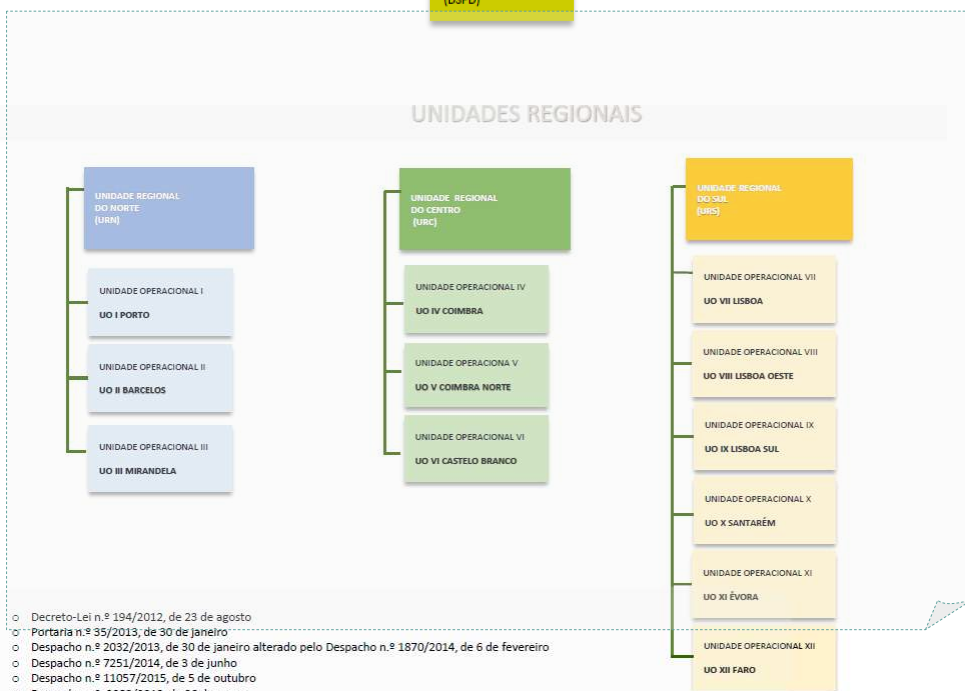 (DSPD)
UNIDADES REGIONAIS
UNIDADE REGIONAL
DO NORTE
(URN)
UNIDADE OPERACIONAL I
UO I PORTO
UNIDADE OPERACIONAL II
UO II BARCELOS
UNIDADE OPERACIONAL III
UO III MIRANDELA
UNIDADE REGIONAL
DO CENTRO
(URC)
UNIDADE OPERACIONAL IV
UO IV COIMBRA
UNIDADE OPERACIONA V
UO V COIMBRA NORTE
UNIDADE OPERACIONAL VI
UO VI CASTELO BRANCO
UNIDADE REGIONAL
DO SUL
(URS)
UNIDADE OPERACIONAL VII
UO VII LISBOA
UNIDADE OPERACIONAL VIII
UO VIII LISBOA OESTE
UNIDADE OPERACIONAL IX
UO IX LISBOA SUL
UNIDADE OPERACIONAL X
UO X SANTARÉM
UNIDADE OPERACIONAL XI
UO XI ÉVORA
UNIDADE OPERACIONAL XII
UO XII FARO
o Decreto-Lei n.º 194/2012, de 23 de agosto
o Portaria n.º 35/2013, de 30 de janeiro
o Despacho n.º 2032/2013, de 30 de janeiro alterado pelo Despacho n.º 1870/2014, de 6 de fevereiro
o Despacho n.º 7251/2014, de 3 de junho
o Despacho n.º 11057/2015, de 5 de outubro